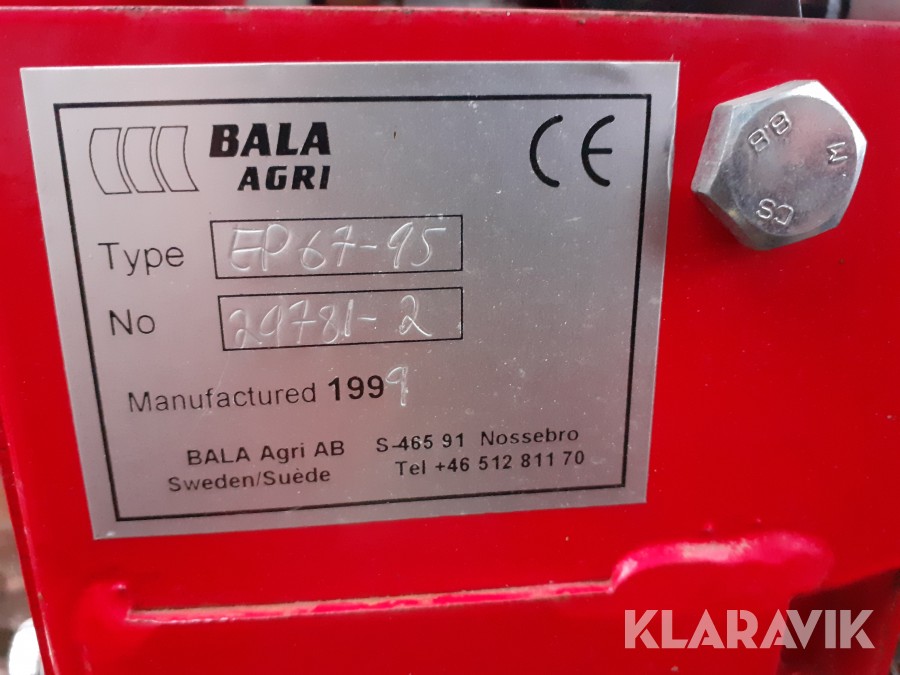 BALA
AGRI
CE
Type EP67-95
No 29781-2
Manufactured 1999
BALA Agri AB S-465 91 Nossebro
Sweden/Suède Tel +46 512 811 70
8.8
M
CS
KLARAVIK